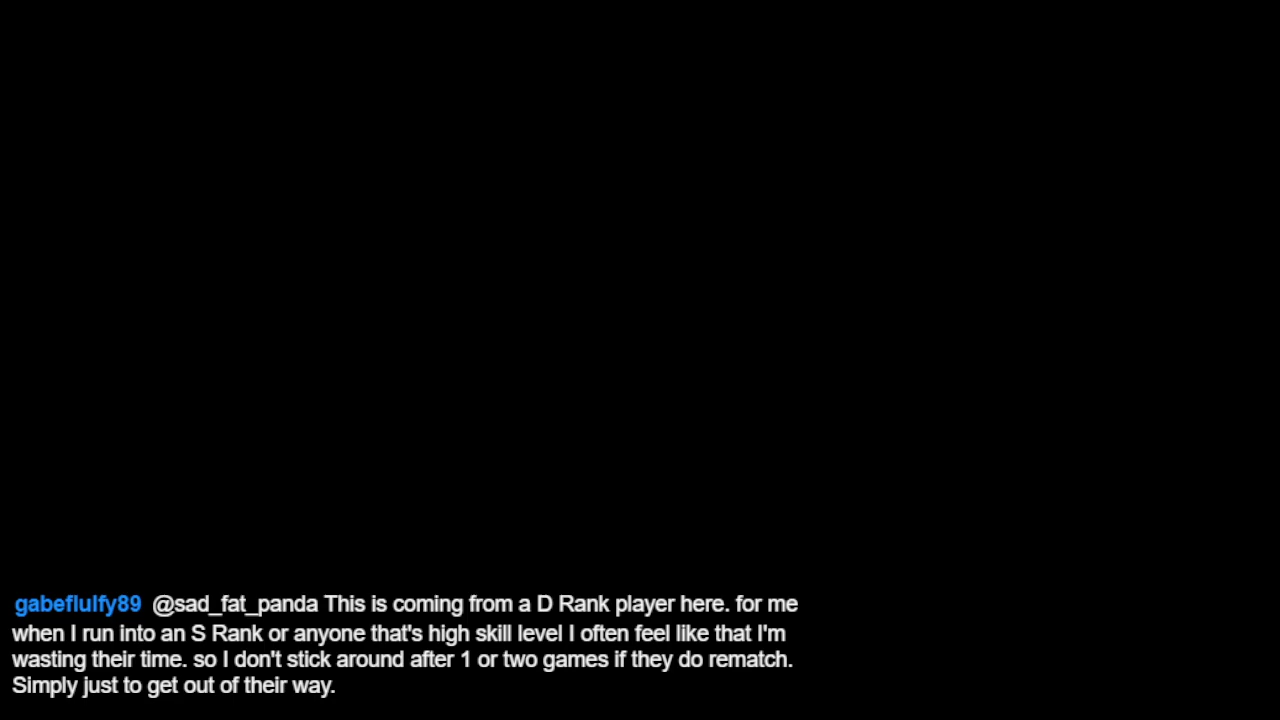 gabeflulfy89 @sad_fat_panda This is coming from a D Rank player here. for me
when I run into an S Rank or anyone that's high skill level I often feel like that I'm
wasting their time. so I don't stick around after 1 or two games if they do rematch.
Simply just to get out of their way.